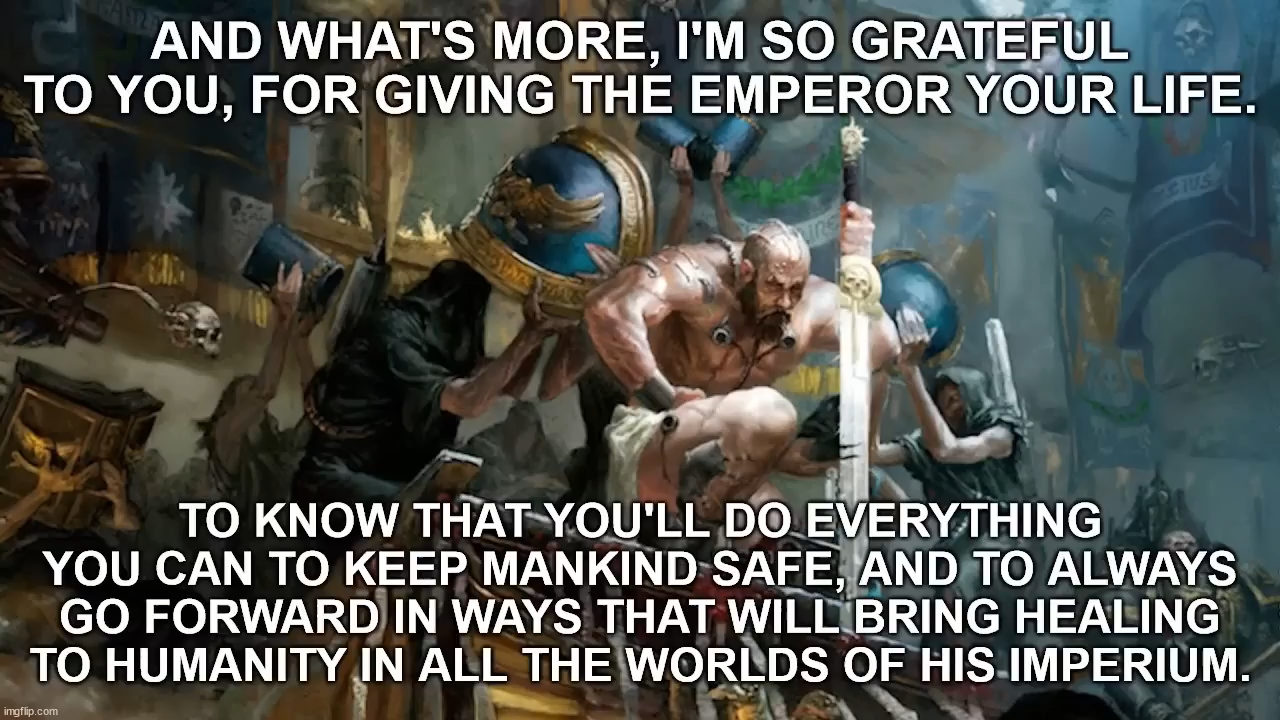 AND WHAT'S MORE, I'M SO GRATEFUL
TO YOU, FOR GIVING THE EMPEROR YOUR LIFE.
TO KNOW THAT YOU'LL DO EVERYTHING
YOU CAN TO KEEP MANKIND SAFE, AND TO ALWAYS
GO FORWARD IN WAYS THAT WILL BRING HEALING
TO HUMANITY IN ALL THE WORLDS OF HIS IMPERIUM.
imgflip.com